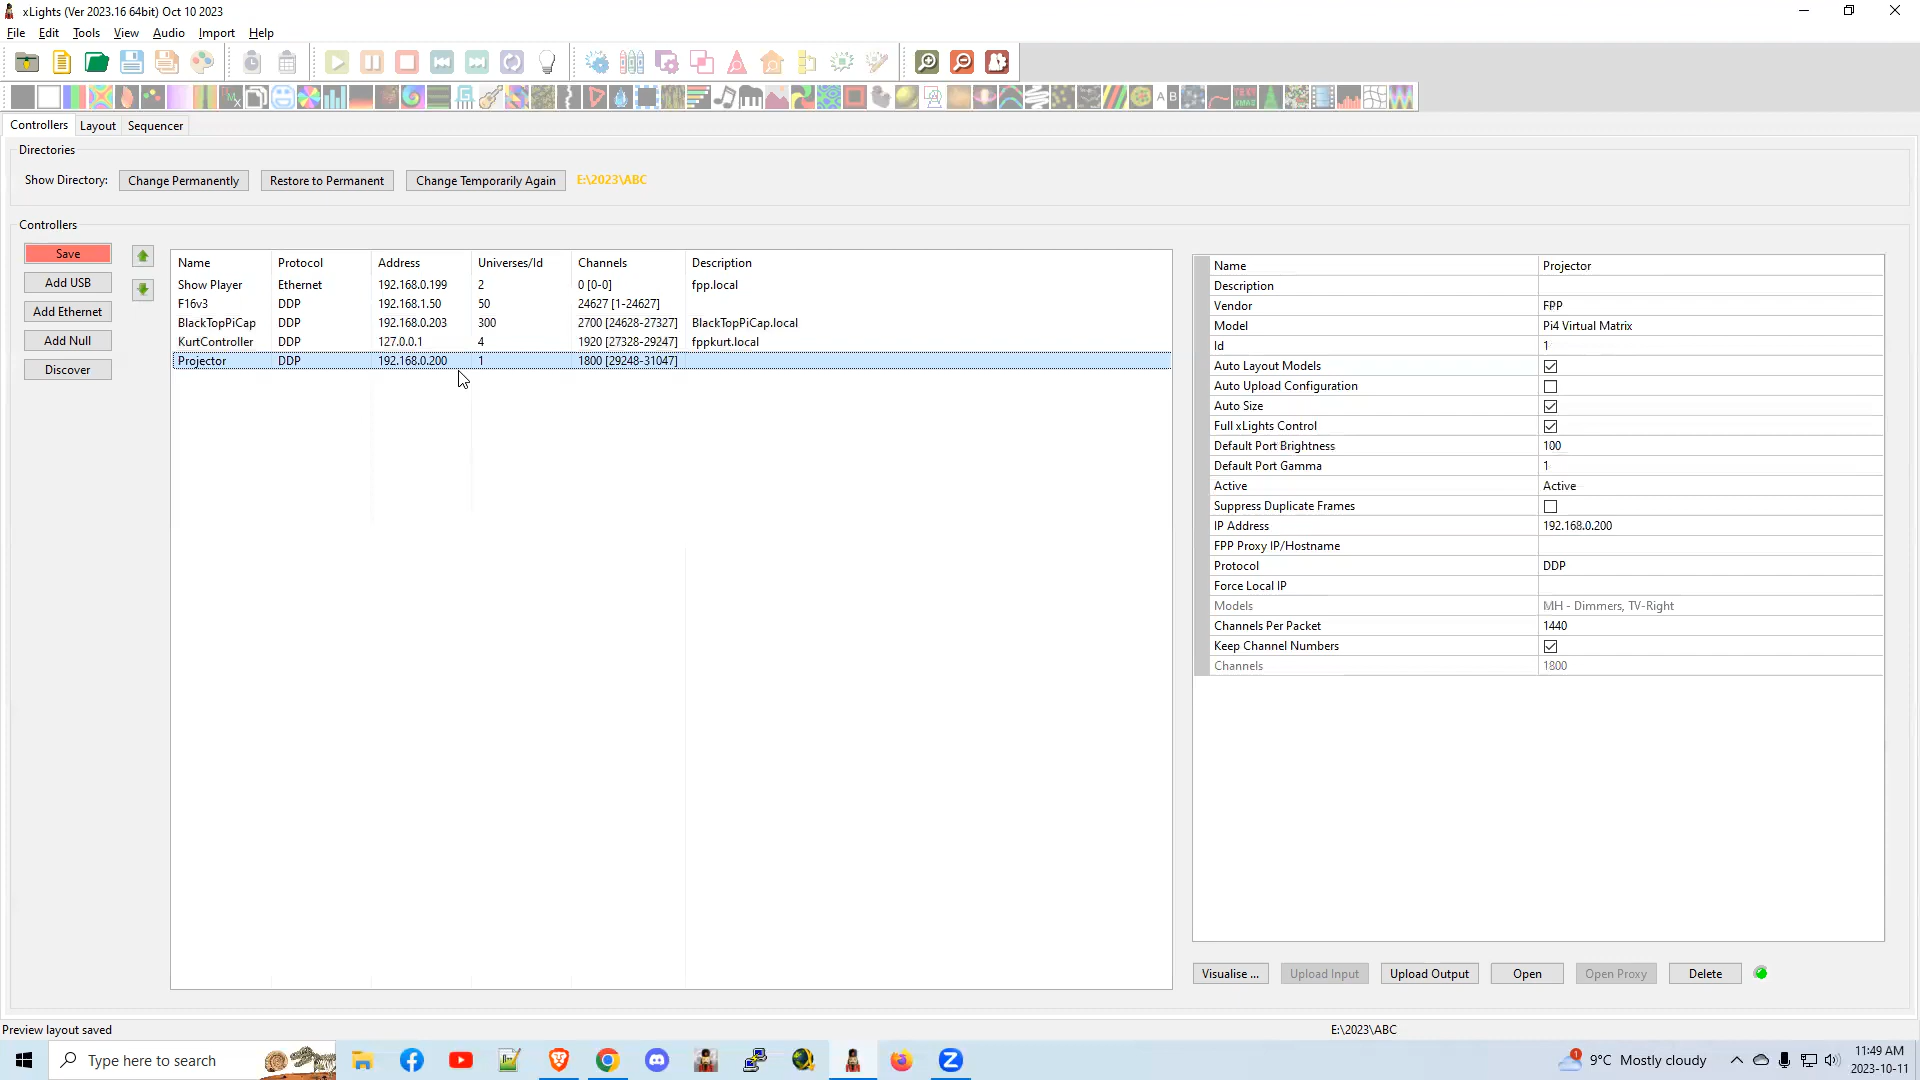 xLights (Ver 2023.16 64bit) Oct 10 2023
File Edit Tools View Audio Import Help
Controllers Layout Sequencer
Directories
Show Directory: Change Permanently Restore to Permanent Change Temporarily Again E:\2023\ABC
Controllers
Save
Add USB
Add Ethernet
Add Null
Discover
Name Protocol Address Universes/Id Channels Description
Show Player Ethernet 192.168.0.199 2 0 [0-0] fpp.local
F16v3 DDP 192.168.1.50 50 24627 [1-24627]
BlackTopPiCap DDP 192.168.0.203 300 2700 [24628-27327] BlackTopPiCap.local
KurtController DDP 127.0.0.1 4 1920 [27328-29247] fppkurt.local
Projector DDP 192.168.0.200 1 1800 [29248-31047]
Name Projector
Description
Vendor FPP
Model Pi4 Virtual Matrix
Id 1
Auto Layout Models
Auto Upload Configuration
Auto Size
Full xLights Control
Default Port Brightness 100
Default Port Gamma 1
Active Active
Suppress Duplicate Frames
IP Address 192.168.0.200
FPP Proxy IP/Hostname
Protocol DDP
Force Local IP
Models MH - Dimmers, TV-Right
Channels Per Packet 1440
Keep Channel Numbers
Channels 1800
Visualise ... Upload Input Upload Output Open Open Proxy Delete
Preview layout saved E:\2023\ABC
Type here to search
1 9°C Mostly cloudy
11:49 AM
2023-10-11